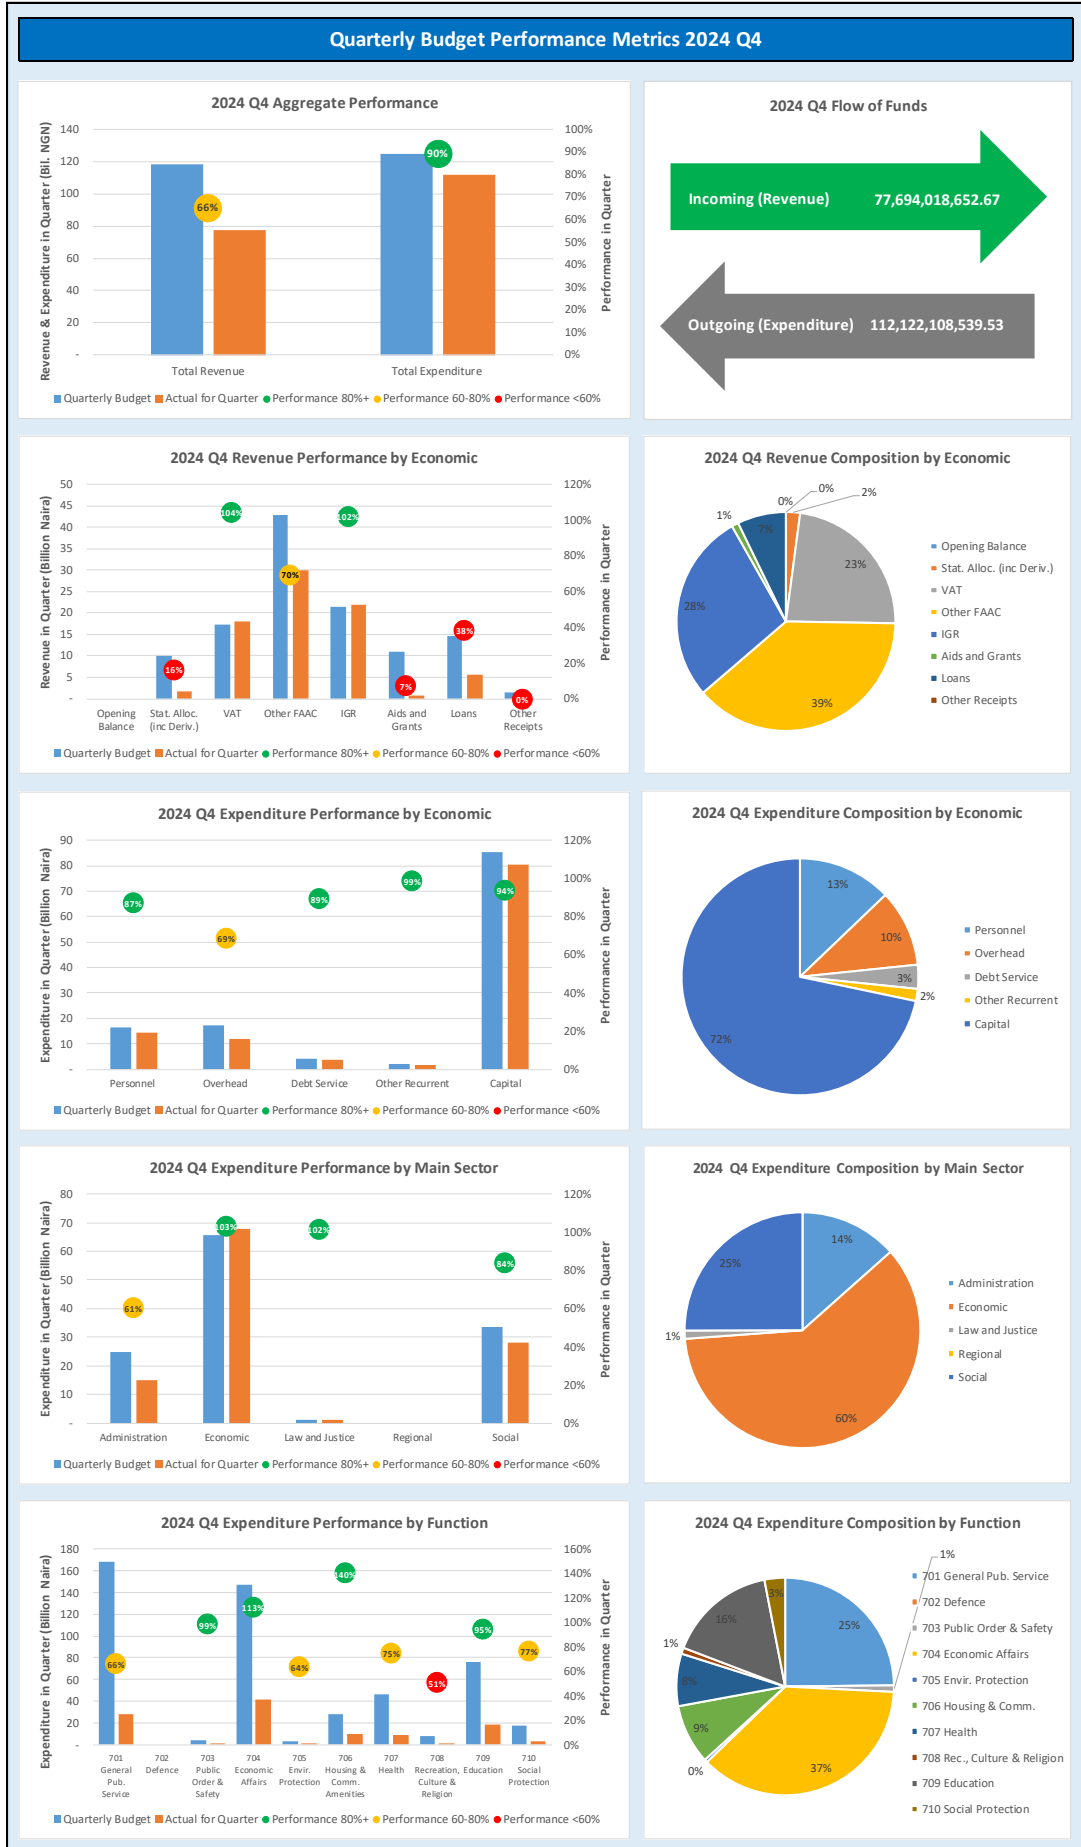 Quarterly Budget Performance Metrics 2024 Q4
2024 Q4 Aggregate Performance
Revenue & Expenditure in Quarter (Bil. NGN)
140
120
100
80
60
40
20
-
100%
90%
80%
70%
60%
50%
40%
30%
20%
10%
0%
Performance in Quarter
66%
90%
Total Revenue
Total Expenditure
Quarterly Budget Actual for Quarter Performance 80%+ Performance 60-80% Performance <60%
2024 Q4 Flow of Funds
Incoming (Revenue) 77,694,018,652.67
Outgoing (Expenditure) 112,122,108,539.53
2024 Q4 Revenue Performance by Economic
Revenue in Quarter (Billion Naira)
50
45
40
35
30
25
20
15
10
5
-
120%
100%
80%
60%
40%
20%
0%
Performance in Quarter
16%
104%
70%
102%
7%
38%
0%
Opening
Balance
Stat. Alloc.
(inc Deriv.)
VAT
Other FAAC
IGR
Aids and
Grants
Loans
Other
Receipts
Quarterly Budget Actual for Quarter Performance 80%+ Performance 60-80% Performance <60%
2024 Q4 Revenue Composition by Economic
0%
0%
2%
1%
7%
23%
28%
39%
Opening Balance
Stat. Alloc. (inc Deriv.)
VAT
Other FAAC
IGR
Aids and Grants
Loans
Other Receipts
2024 Q4 Expenditure Performance by Economic
Expenditure in Quarter (Billion Naira)
90
80
70
60
50
40
30
20
10
-
120%
100%
80%
60%
40%
20%
0%
Performance in Quarter
87%
69%
89%
99%
94%
Personnel
Overhead
Debt Service
Other Recurrent
Capital
Quarterly Budget Actual for Quarter Performance 80%+ Performance 60-80% Performance <60%
2024 Q4 Expenditure Composition by Economic
13%
10%
3%
2%
72%
Personnel
Overhead
Debt Service
Other Recurrent
Capital
2024 Q4 Expenditure Performance by Main Sector
Expenditure in Quarter (Billion Naira)
80
70
60
50
40
30
20
10
-
120%
100%
80%
60%
40%
20%
0%
Performance in Quarter
61%
103%
102%
84%
Administration
Economic
Law and Justice
Regional
Social
Quarterly Budget Actual for Quarter Performance 80%+ Performance 60-80% Performance <60%
2024 Q4 Expenditure Composition by Main Sector
14%
25%
1%
60%
Administration
Economic
Law and Justice
Regional
Social
2024 Q4 Expenditure Performance by Function
Expenditure in Quarter (Billion Naira)
180
160
140
120
100
80
60
40
20
-
160%
140%
120%
100%
80%
60%
40%
20%
0%
Performance in Quarter
66%
99%
113%
64%
140%
75%
51%
95%
77%
701
General
Pub.
Service
702
Defence
703
Public
Order &
Safety
704
Economic
Affairs
705
Envir.
Protection
706
Housing &
Comm.
Amenities
707
Health
708
Recreation,
Culture &
Religion
709
Education
710
Social
Protection
Quarterly Budget Actual for Quarter Performance 80%+ Performance 60-80% Performance <60%
2024 Q4 Expenditure Composition by Function
1%
3%
16%
25%
1%
8%
9%
0%
37%
701 General Pub. Service
702 Defence
703 Public Order & Safety
704 Economic Affairs
705 Envir. Protection
706 Housing & Comm.
707 Health
708 Rec., Culture & Religion
709 Education
710 Social Protection